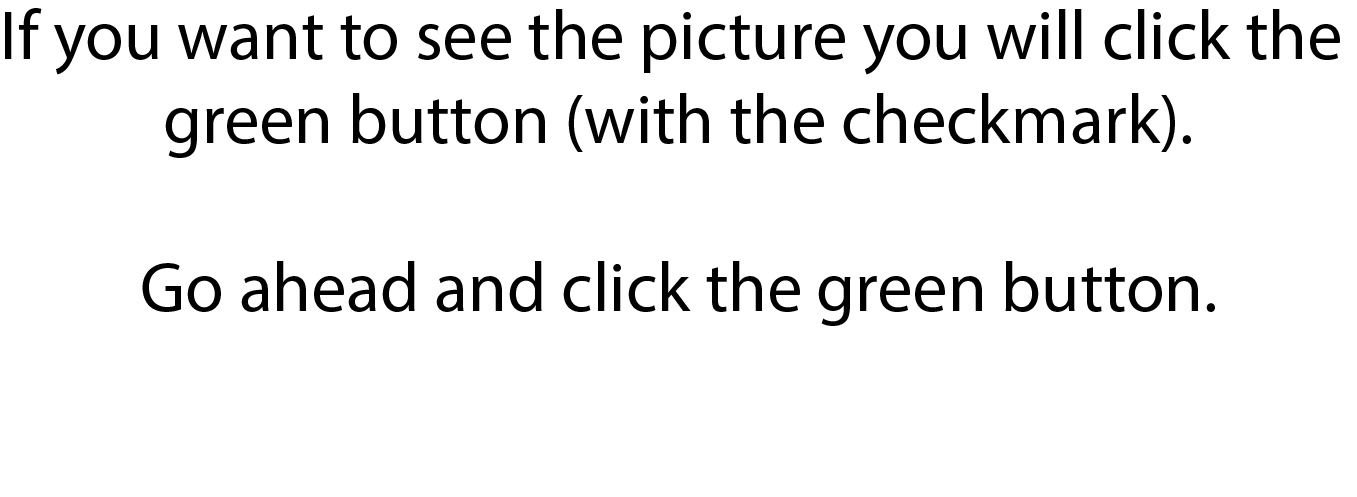 If you want to see the picture you will click the
green button (with the checkmark).
Go ahead and click the green button.